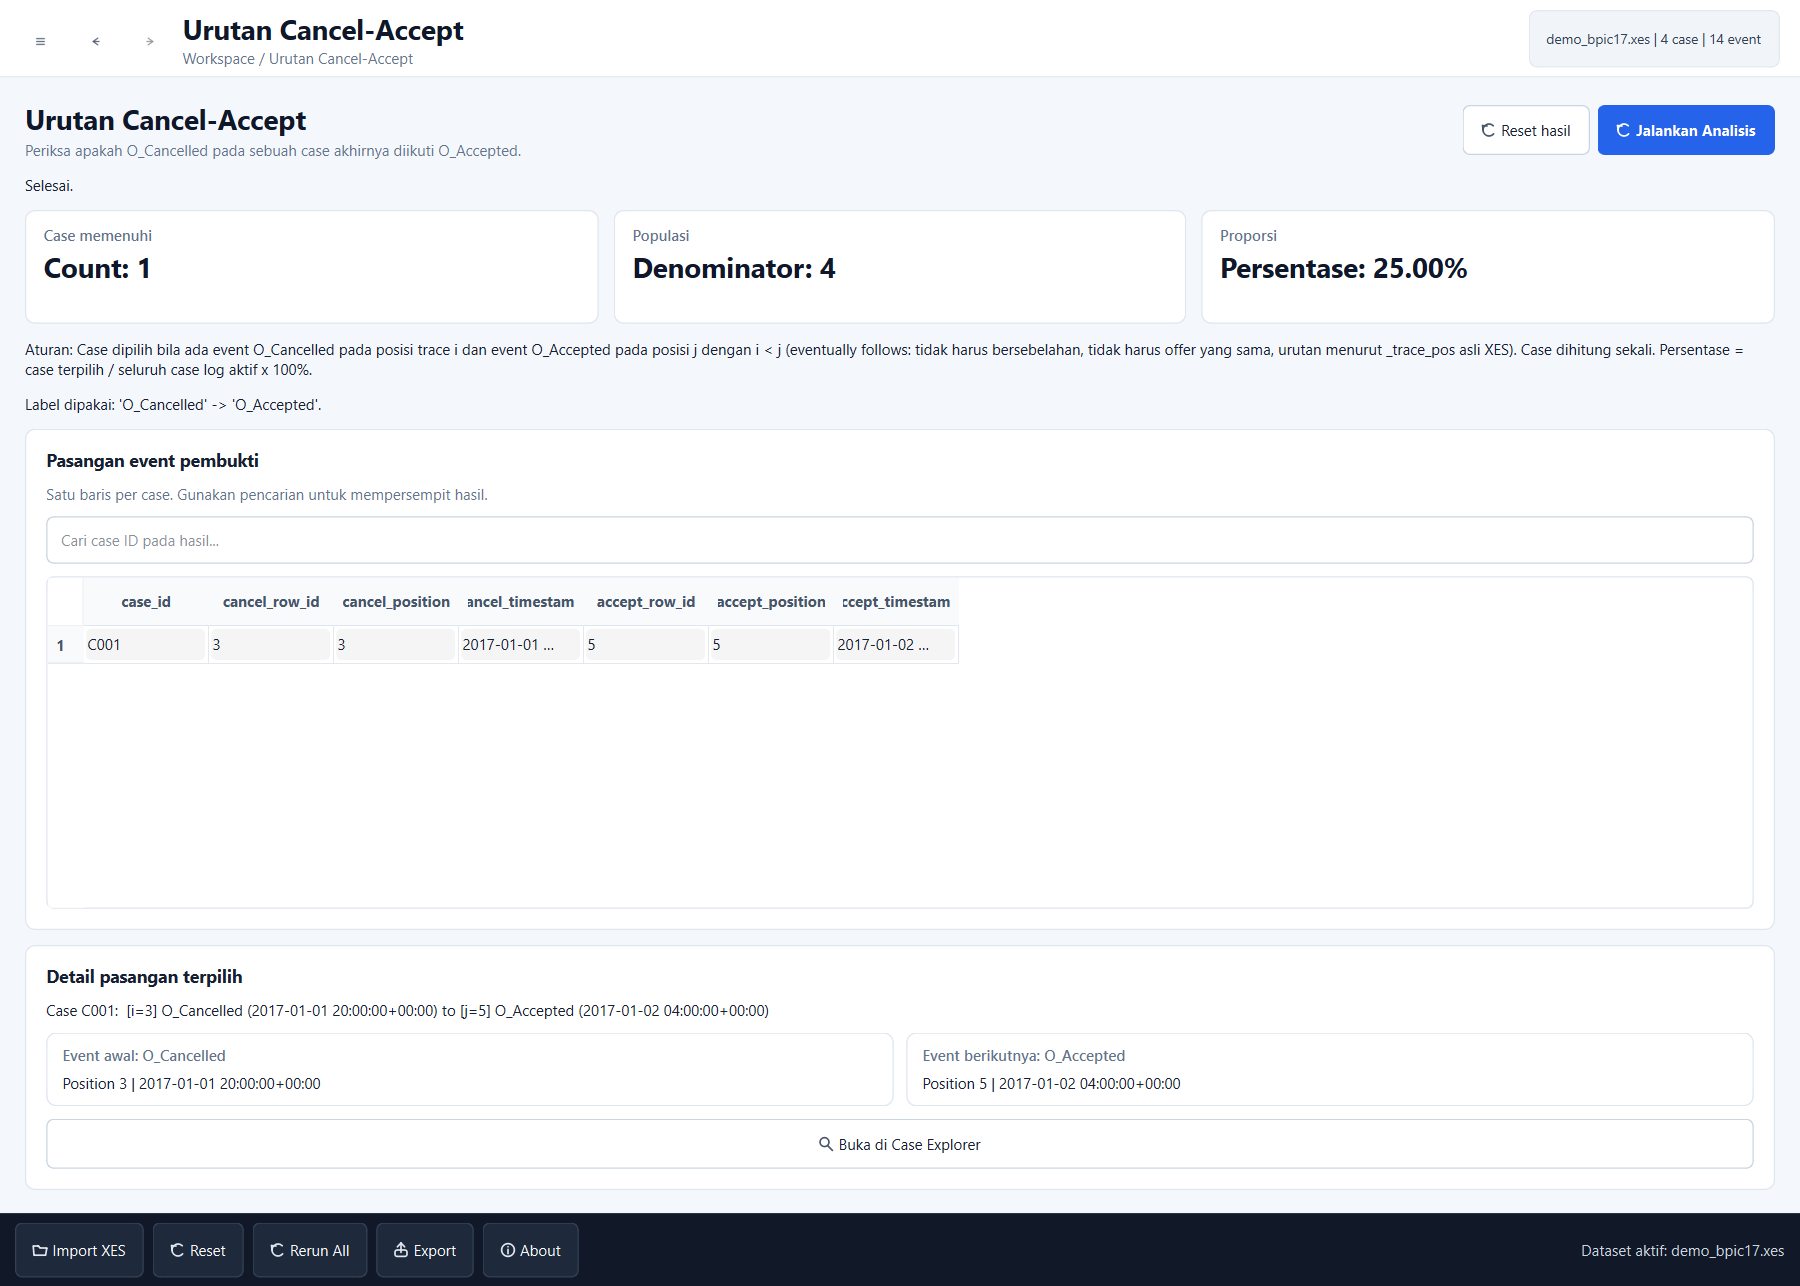 Urutan Cancel-Accept
Workspace / Urutan Cancel-Accept
demo_bpic17.xes | 4 case | 14 event
Urutan Cancel-Accept
Periksa apakah O_Cancelled pada sebuah case akhirnya diikuti O_Accepted.
Reset hasil
Jalankan Analisis
Selesai.
Case memenuhi
Count: 1
Populasi
Denominator: 4
Proporsi
Persentase: 25.00%
Aturan: Case dipilih bila ada event O_Cancelled pada posisi trace i dan event O_Accepted pada posisi j dengan i < j (eventually follows: tidak harus bersebelahan, tidak harus offer yang sama, urutan menurut _trace_pos asli XES). Case dihitung sekali. Persentase =
case terpilih / seluruh case log aktif x 100%.
Label dipakai: 'O_Cancelled' -> 'O_Accepted'.
Pasangan event pembukti
Satu baris per case. Gunakan pencarian untuk mempersempit hasil.
Cari case ID pada hasil...
case_id cancel_row_id cancel_position ancel_timestam accept_row_id accept_position ccept_timestam
1 C001 3 3 2017-01-01 ... 5 5 2017-01-02 ...
Detail pasangan terpilih
Case C001: [i=3] O_Cancelled (2017-01-01 20:00:00+00:00) to [j=5] O_Accepted (2017-01-02 04:00:00+00:00)
Event awal: O_Cancelled
Position 3 | 2017-01-01 20:00:00+00:00
Event berikutnya: O_Accepted
Position 5 | 2017-01-02 04:00:00+00:00
Buka di Case Explorer
Import XES
Reset
Rerun All
Export
About
Dataset aktif: demo_bpic17.xes